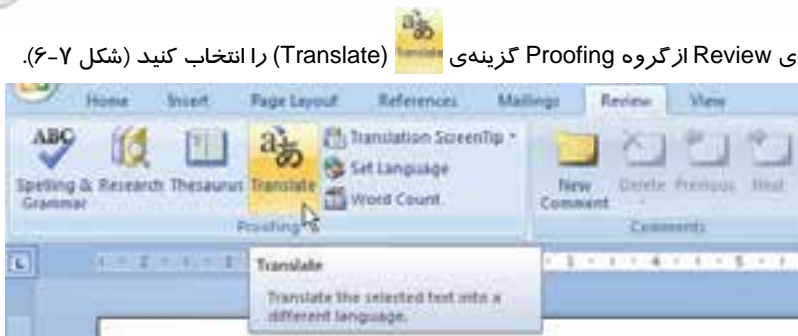 ی Review از گروه Proofing گزینه‌ی Translate (Translate) را انتخاب کنید (شکل ۷-۶).
Home Insert Page Layout References Mailings Review View
ABC Spelling & Grammar
Research
Thesaurus
Translate
Translation ScreenTip
Set Language
Word Count
Proofing
New Comment
Delete
Previous
Next
Comments
L
Translate
Translate the selected text into a
different language.